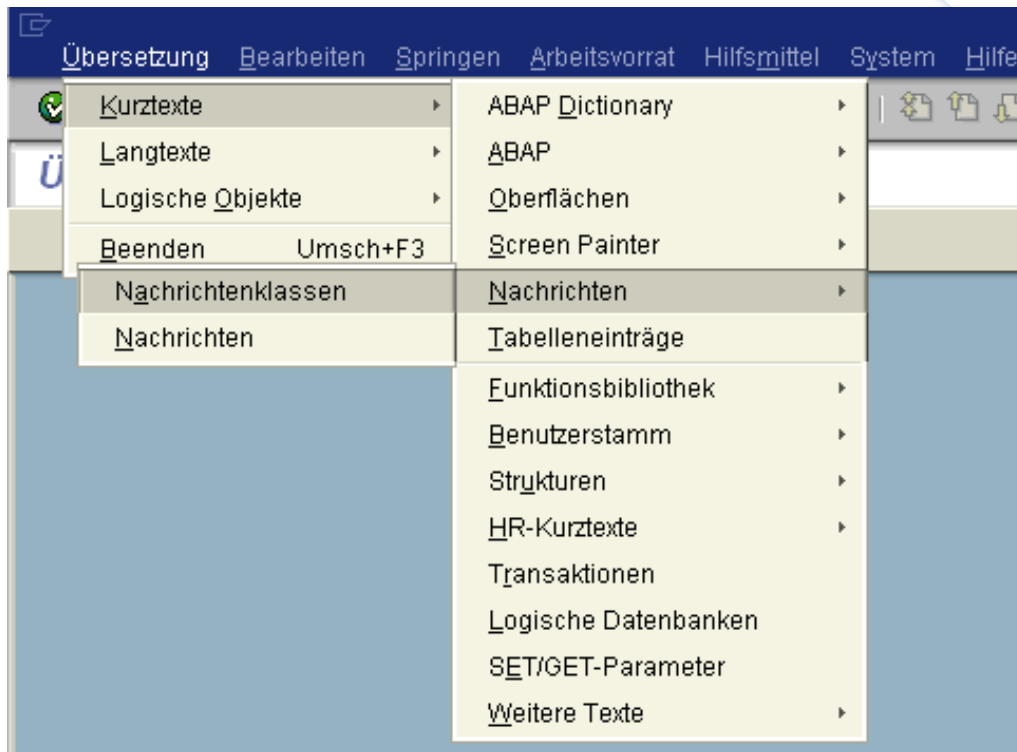 Übersetzung Bearbeiten Springen Arbeitsvorrat Hilfsmittel System Hilfe
Kurztexte
Langtexte
Logische Objekte
Beenden Umsch+F3
Ü
ABAP Dictionary
ABAP
Oberflächen
Screen Painter
Nachrichten
Tabelleneinträge
Funktionsbibliothek
Benutzerstamm
Strukturen
HR-Kurztexte
Transaktionen
Logische Datenbanken
SET/GET-Parameter
Weitere Texte
Nachrichtenklassen
Nachrichten